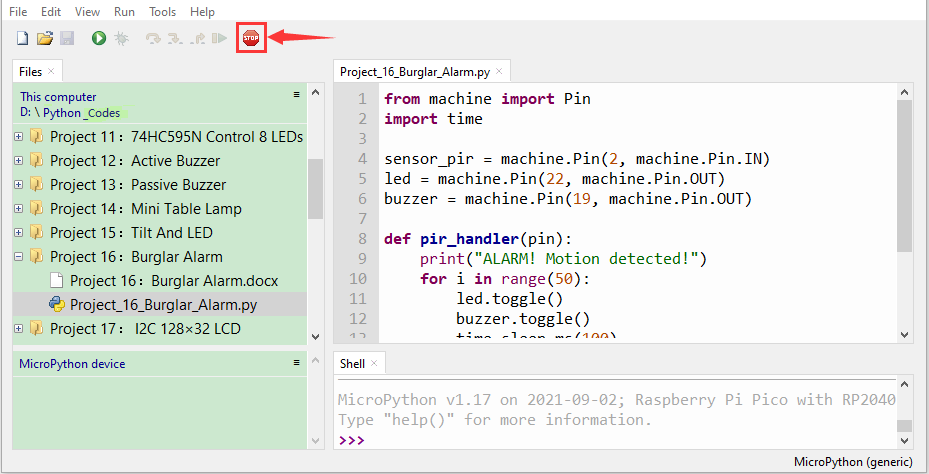 File Edit View Run Tools Help
STOP
Files
This computer
D: \ Python_Codes
Project 11：74HC595N Control 8 LEDs
Project 12：Active Buzzer
Project 13：Passive Buzzer
Project 14：Mini Table Lamp
Project 15：Tilt And LED
Project 16：Burglar Alarm
Project 16：Burglar Alarm.docx
Project_16_Burglar_Alarm.py
Project 17： I2C 128×32 LCD
MicroPython device
Project_16_Burglar_Alarm.py
1 from machine import Pin
2 import time
3
4 sensor_pir = machine.Pin(2, machine.Pin.IN)
5 led = machine.Pin(22, machine.Pin.OUT)
6 buzzer = machine.Pin(19, machine.Pin.OUT)
7
8 def pir_handler(pin):
9 print("ALARM! Motion detected!")
10 for i in range(50):
11 led.toggle()
12 buzzer.toggle()
13 time.sleep_ms(100)
Shell
MicroPython v1.17 on 2021-09-02; Raspberry Pi Pico with RP2040
Type "help()" for more information.
>>>
MicroPython (generic)